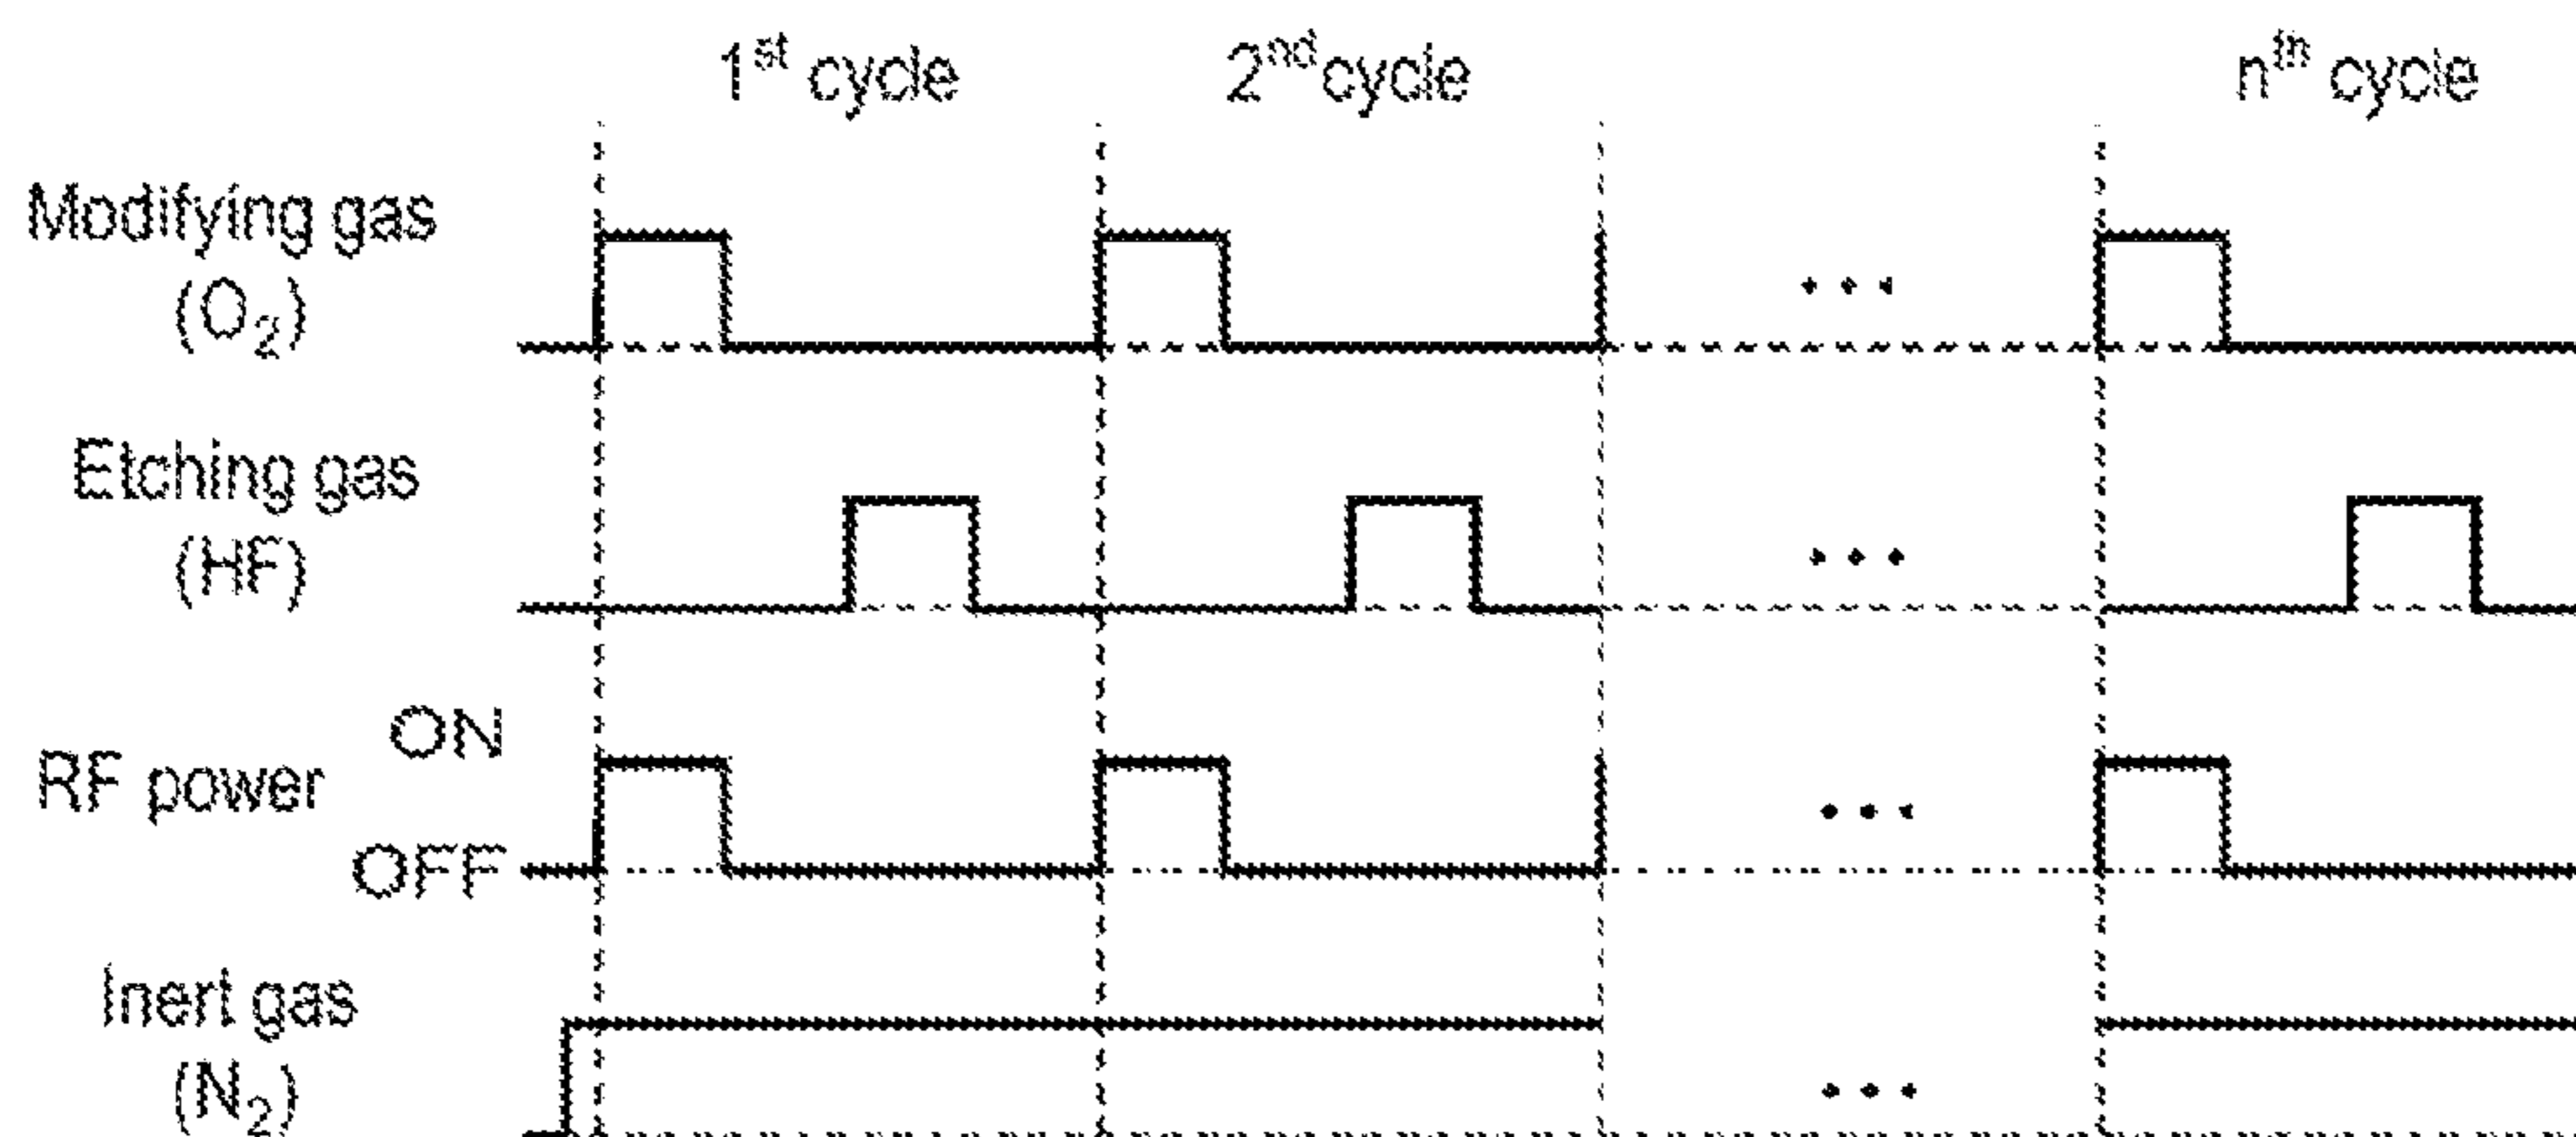 1st cycle 2nd cycle nth cycle
Modifying gas
(O2)
Etching gas
(HF)
ON
RF power
OFF
Inert gas
(N2)